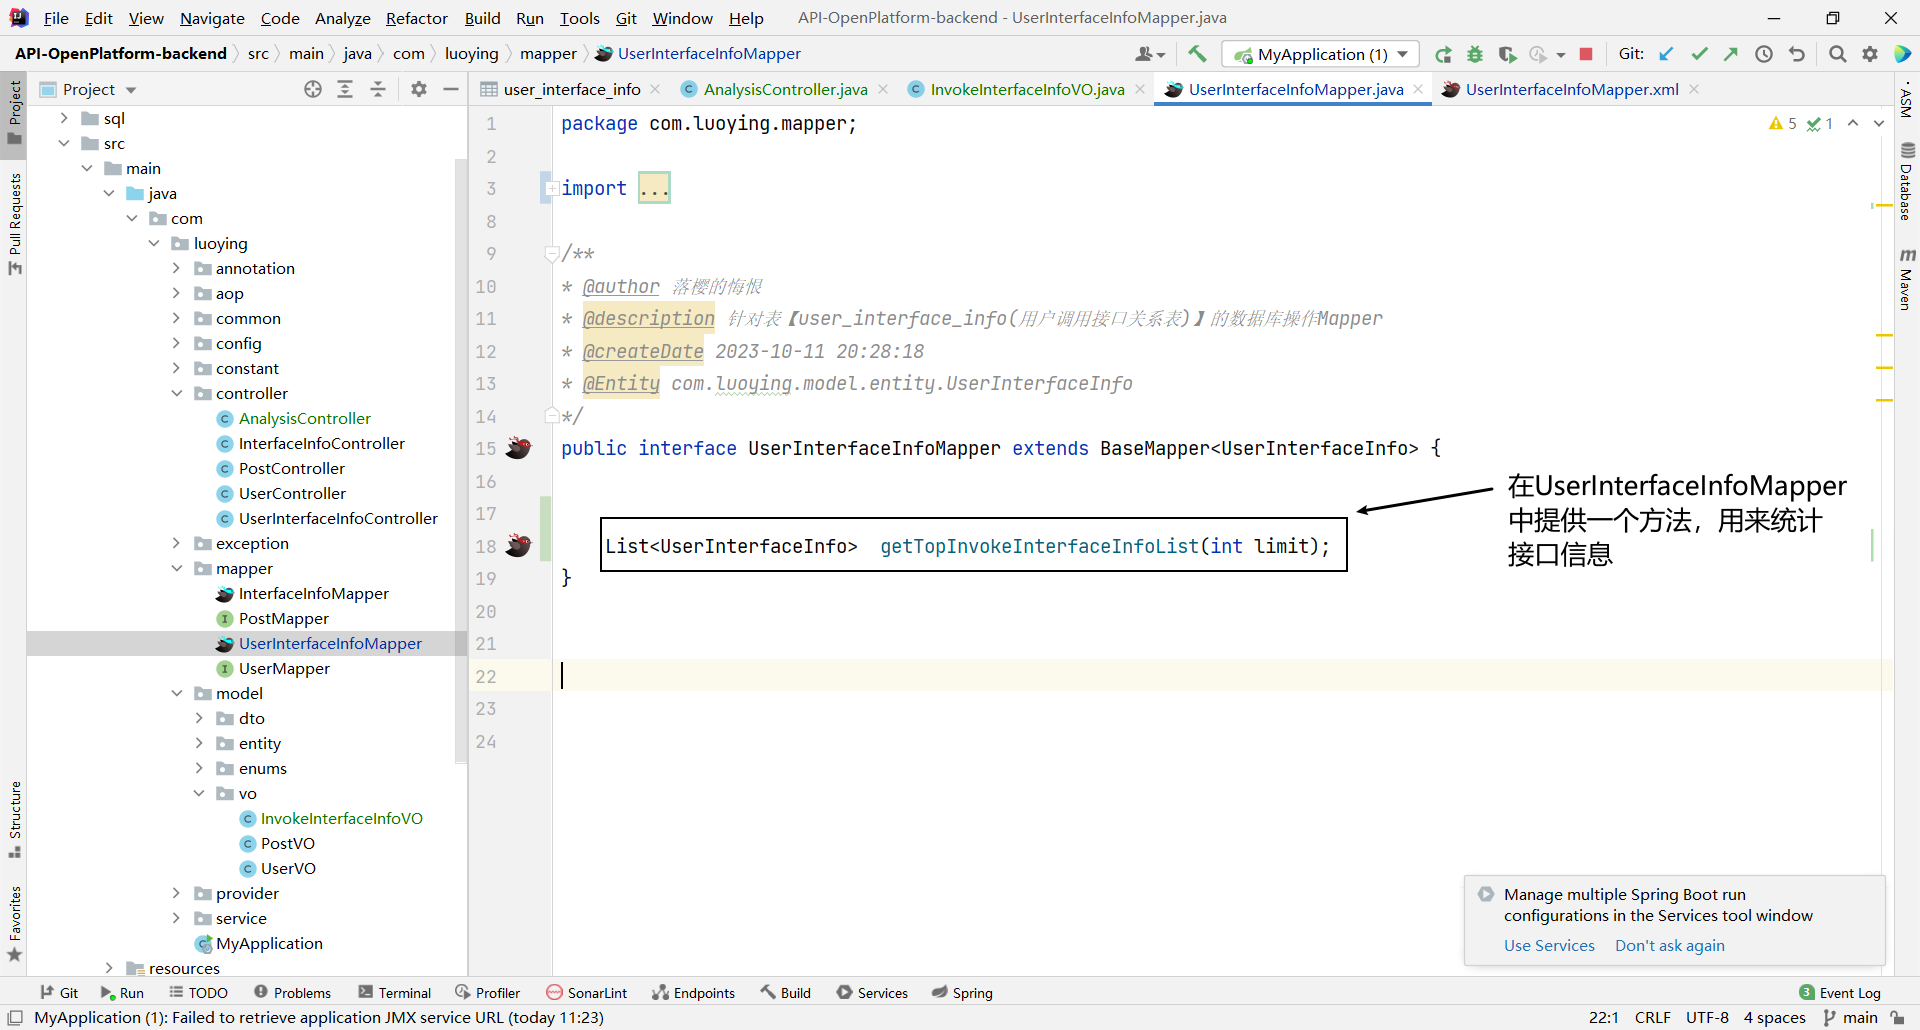 File Edit View Navigate Code Analyze Refactor Build Run Tools Git Window Help API-OpenPlatform-backend - UserInterfaceInfoMapper.java
API-OpenPlatform-backend src main java com luoying mapper UserInterfaceInfoMapper MyApplication (1) Git:
Project
user_interface_info AnalysisController.java InvokeInterfaceInfoVO.java UserInterfaceInfoMapper.java UserInterfaceInfoMapper.xml
Project
Pull Requests
Structure
Favorites
sql
src
main
java
com
luoying
annotation
aop
common
config
constant
controller
AnalysisController
InterfaceInfoController
PostController
UserController
UserInterfaceInfoController
exception
mapper
InterfaceInfoMapper
PostMapper
UserInterfaceInfoMapper
UserMapper
model
dto
entity
enums
vo
InvokeInterfaceInfoVO
PostVO
UserVO
provider
service
MyApplication
resources
1 package com.luoying.mapper;
5 1
2
3 import ...
8
9 /**
10 * @author 落樱的悔恨
11 * @description 针对表【user_interface_info(用户调用接口关系表)】的数据库操作Mapper
12 * @createDate 2023-10-11 20:28:18
13 * @Entity com.luoying.model.entity.UserInterfaceInfo
14 */
15 public interface UserInterfaceInfoMapper extends BaseMapper<UserInterfaceInfo> {
16
17
18 List<UserInterfaceInfo> getTopInvokeInterfaceInfoList(int limit);
19 }
20
21
22
23
24
在UserInterfaceInfoMapper
中提供一个方法，用来统计
接口信息
ASM
Database
m Maven
Manage multiple Spring Boot run
configurations in the Services tool window
Use Services Don't ask again
Git Run TODO Problems Terminal Profiler SonarLint Endpoints Build Services Spring 3 Event Log
MyApplication (1): Failed to retrieve application JMX service URL (today 11:23) 22:1 CRLF UTF-8 4 spaces main